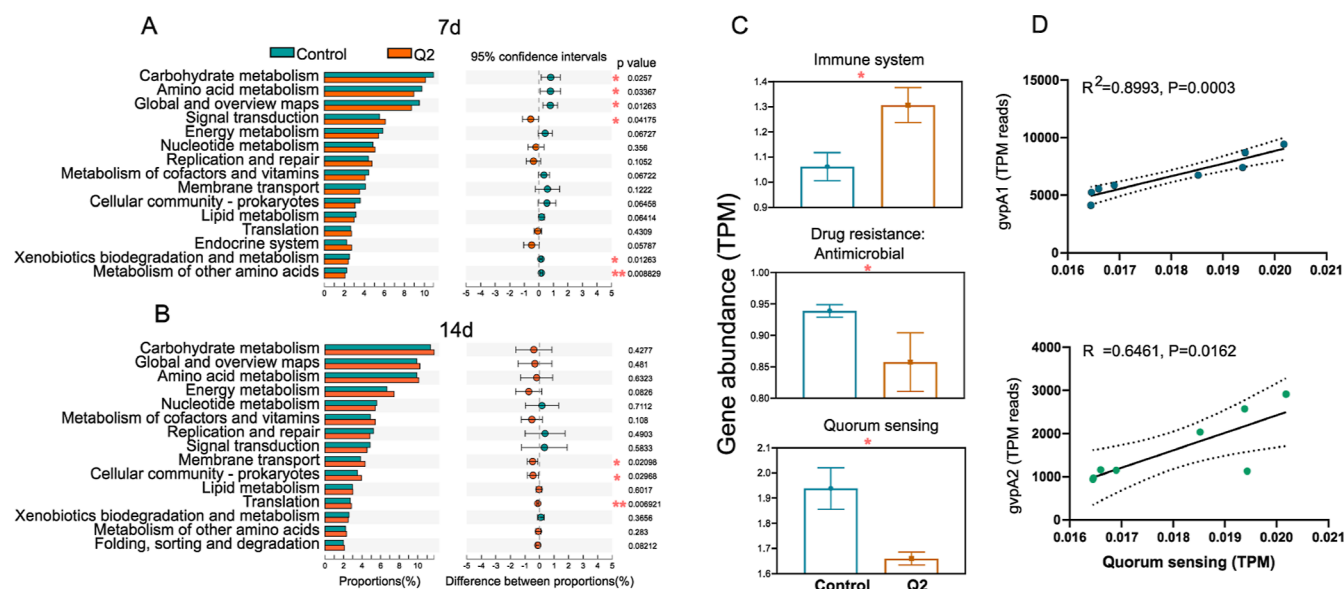 A
7d
Control
Q2
95% confidence intervals
p value
Carbohydrate metabolism
0.0257
Amino acid metabolism
0.03367
Global and overview maps
0.01263
Signal transduction
0.04175
Energy metabolism
0.06727
Nucleotide metabolism
0.356
Replication and repair
0.1052
Metabolism of cofactors and vitamins
0.06722
Membrane transport
0.1222
Cellular community - prokaryotes
0.06458
Lipid metabolism
0.06414
Translation
0.4309
Endocrine system
0.05787
Xenobiotics biodegradation and metabolism
* 0.01263
Metabolism of other amino acids
** 0.008829
0 2 4 6 8 10
-5 -4 -3 -2 -1 0 1 2 3 4 5
B
14d
Carbohydrate metabolism
0.4277
Global and overview maps
0.481
Amino acid metabolism
0.6323
Energy metabolism
0.0826
Nucleotide metabolism
0.7112
Metabolism of cofactors and vitamins
0.108
Replication and repair
0.4903
Signal transduction
0.5833
Membrane transport
* 0.02098
Cellular community - prokaryotes
* 0.02968
Lipid metabolism
0.6017
Translation
** 0.006921
Xenobiotics biodegradation and metabolism
0.3656
Metabolism of other amino acids
0.283
Folding, sorting and degradation
0.08212
0 2 4 6 8 10
-5 -4 -3 -2 -1 0 1 2 3 4 5
Proportions(%)
Difference between proportions(%)
C
Gene abundance (TPM)
Immune system
*
1.4
1.3
1.2
1.1
1.0
0.9
Drug resistance:
Antimicrobial
*
1.00
0.95
0.90
0.85
0.80
Quorum sensing
*
2.1
2.0
1.9
1.8
1.7
1.6
Control Q2
D
R²=0.8993, P=0.0003
gvpA1 (TPM reads)
15000
10000
5000
0
0.016 0.017 0.018 0.019 0.020 0.021
R =0.6461, P=0.0162
gvpA2 (TPM reads)
4000
3000
2000
1000
0
0.016 0.017 0.018 0.019 0.020 0.021
Quorum sensing (TPM)